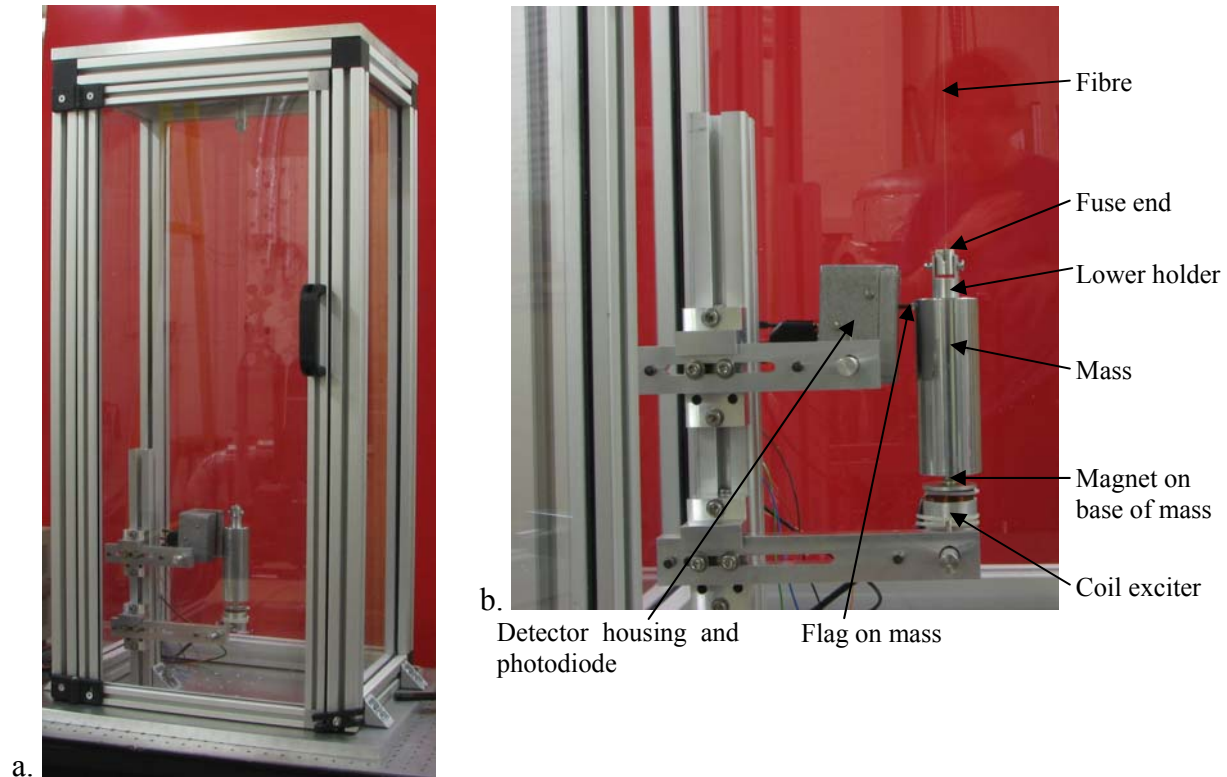 Fibre
Fuse end
Lower holder
Mass
Magnet on
base of mass
Coil exciter
a.
b.
Detector housing and
photodiode
Flag on mass